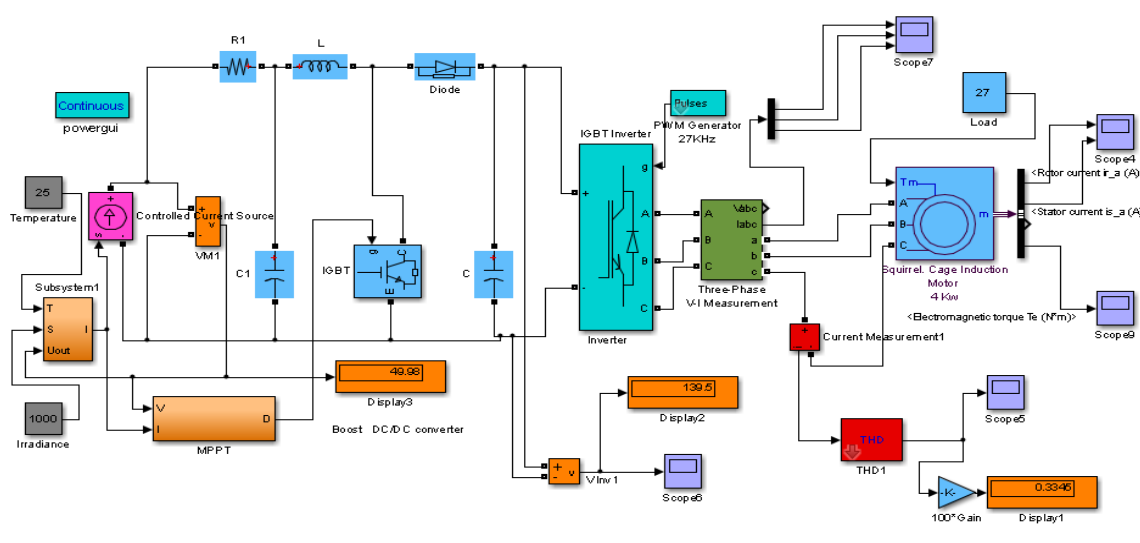 R1
L
Diode
Scope7
Continuous
powergui
IGBT Inverter
Pulses
PWM Generator
27KHz
27
Load
Scope4
<Rotor current ir_a (A)
<Stator current is_a (A)
25
Temperature
+
s
-
Controlled Current Source
+
v
-
VM1
C1
g
C
E
IGBT
C
+
-
g
A
B
C
Inverter
A
B
C
Vabc
Iabc
a
b
c
Three-Phase
V-I Measurement
Tm
A
B
C
m
Squirrel. Cage Induction
Motor
4 Kw
<Electromagnetic torque Te (N*m)>
Scope9
Subsystem1
T
S
Uout
I
+
-
Current Measurement1
49.98
Display3
139.5
Display2
Scope5
1000
Irradiance
V
I
D
MPPT
Boost DC/DC converter
THD
THD1
+
-
v
VInv1
Scope6
-K-
100*Gain
0.3345
Display1